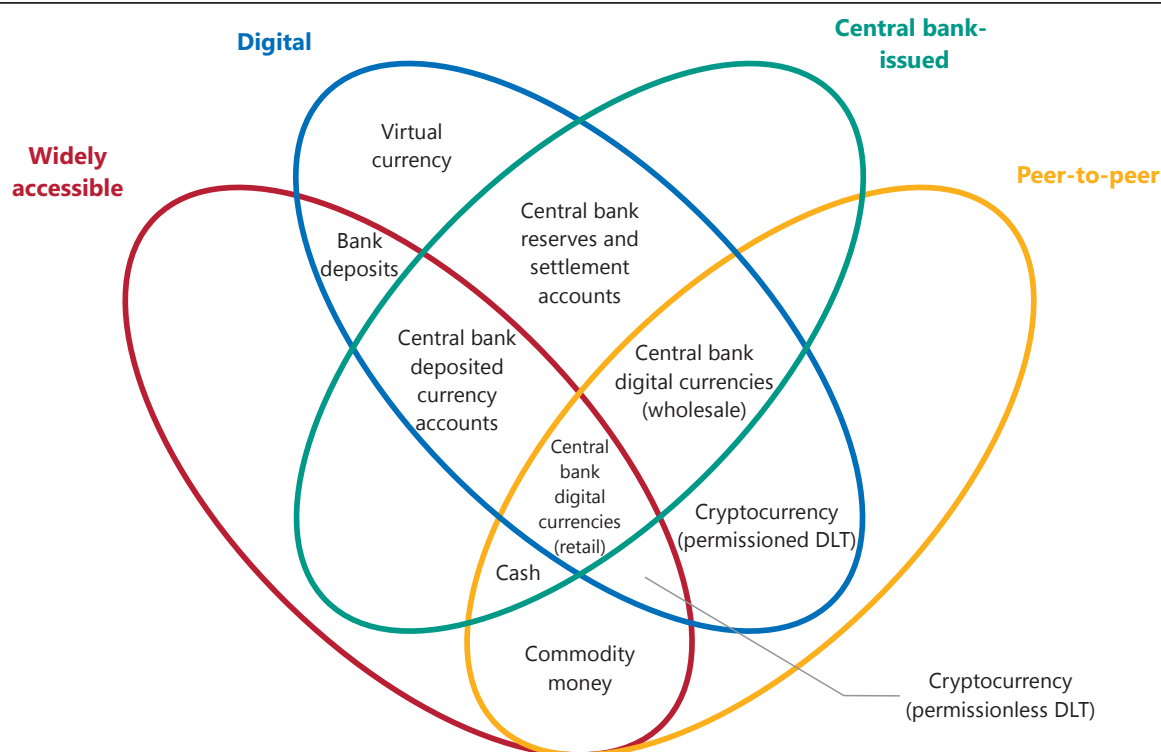 Digital
Central bank-
issued
Widely
accessible
Peer-to-peer
Virtual
currency
Bank
deposits
Central bank
reserves and
settlement
accounts
Central bank
deposited
currency
accounts
Central bank
digital currencies
(wholesale)
Central
bank
digital
currencies
(retail)
Cryptocurrency
(permissioned DLT)
Cash
Commodity
money
Cryptocurrency
(permissionless DLT)